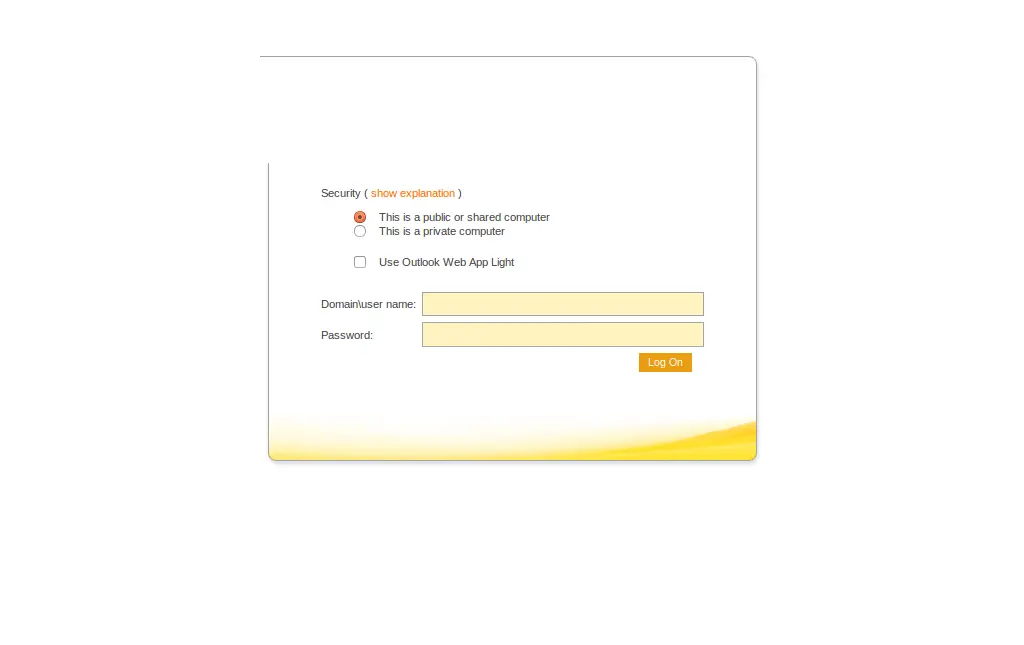 Security ( show explanation )
This is a public or shared computer
This is a private computer
Use Outlook Web App Light
Domain\user name:
Password:
Log On